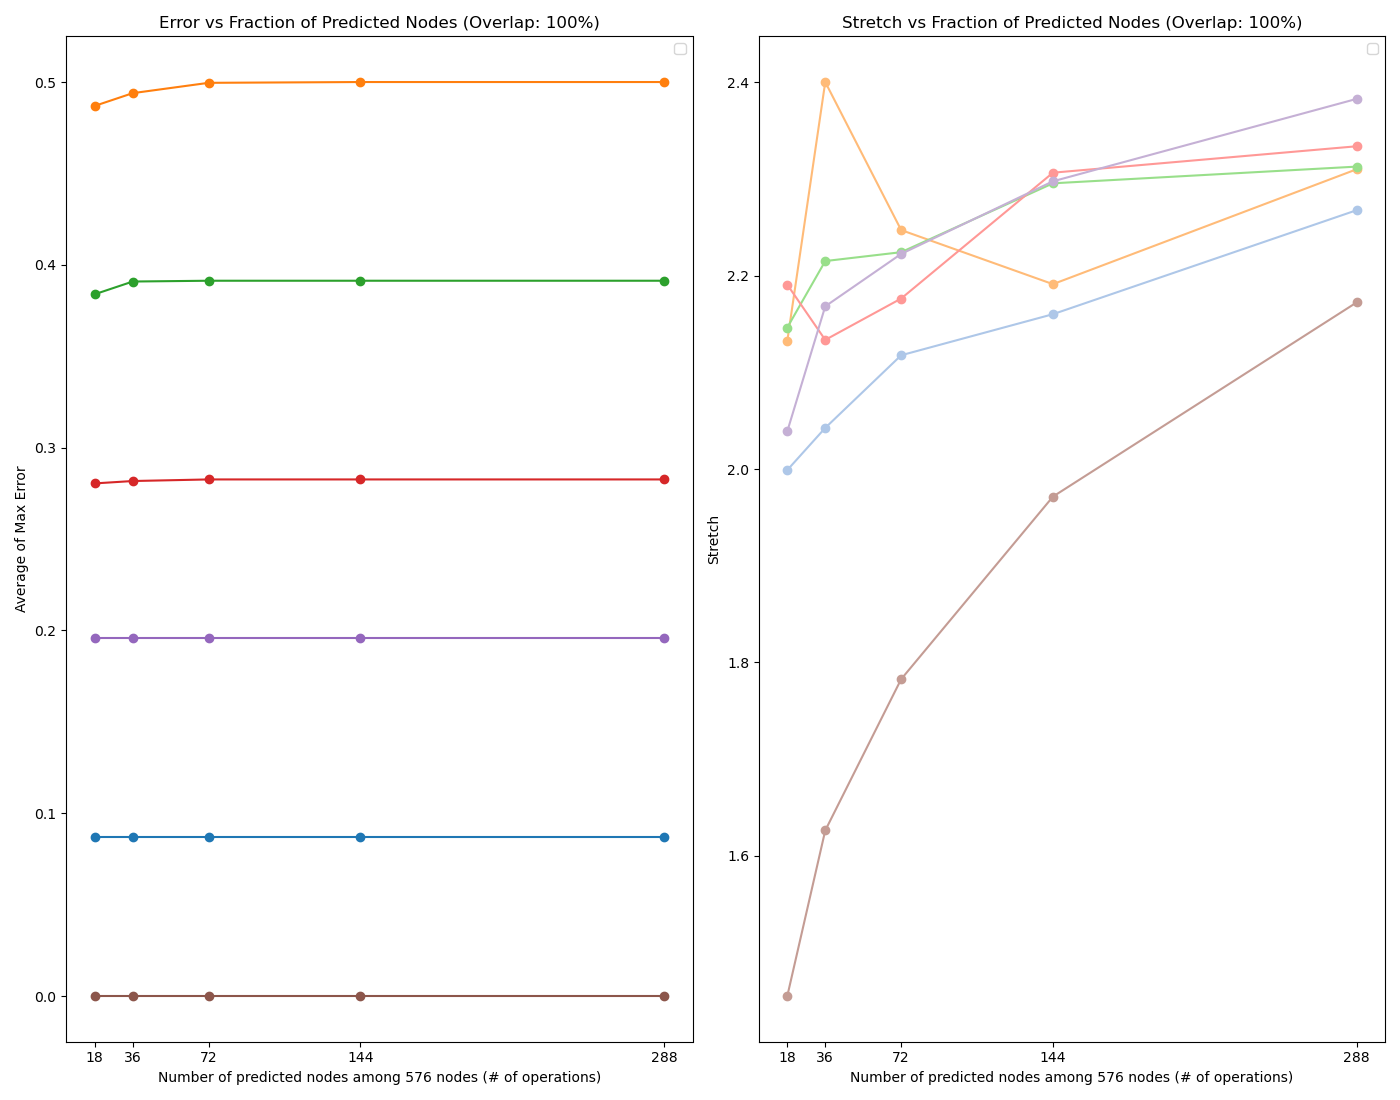 Error vs Fraction of Predicted Nodes (Overlap: 100%)
0.5
0.4
0.3
0.2
0.1
0.0
Average of Max Error
18 36 72 144 288
Number of predicted nodes among 576 nodes (# of operations)
Stretch vs Fraction of Predicted Nodes (Overlap: 100%)
2.4
2.2
2.0
1.8
1.6
Stretch
18 36 72 144 288
Number of predicted nodes among 576 nodes (# of operations)